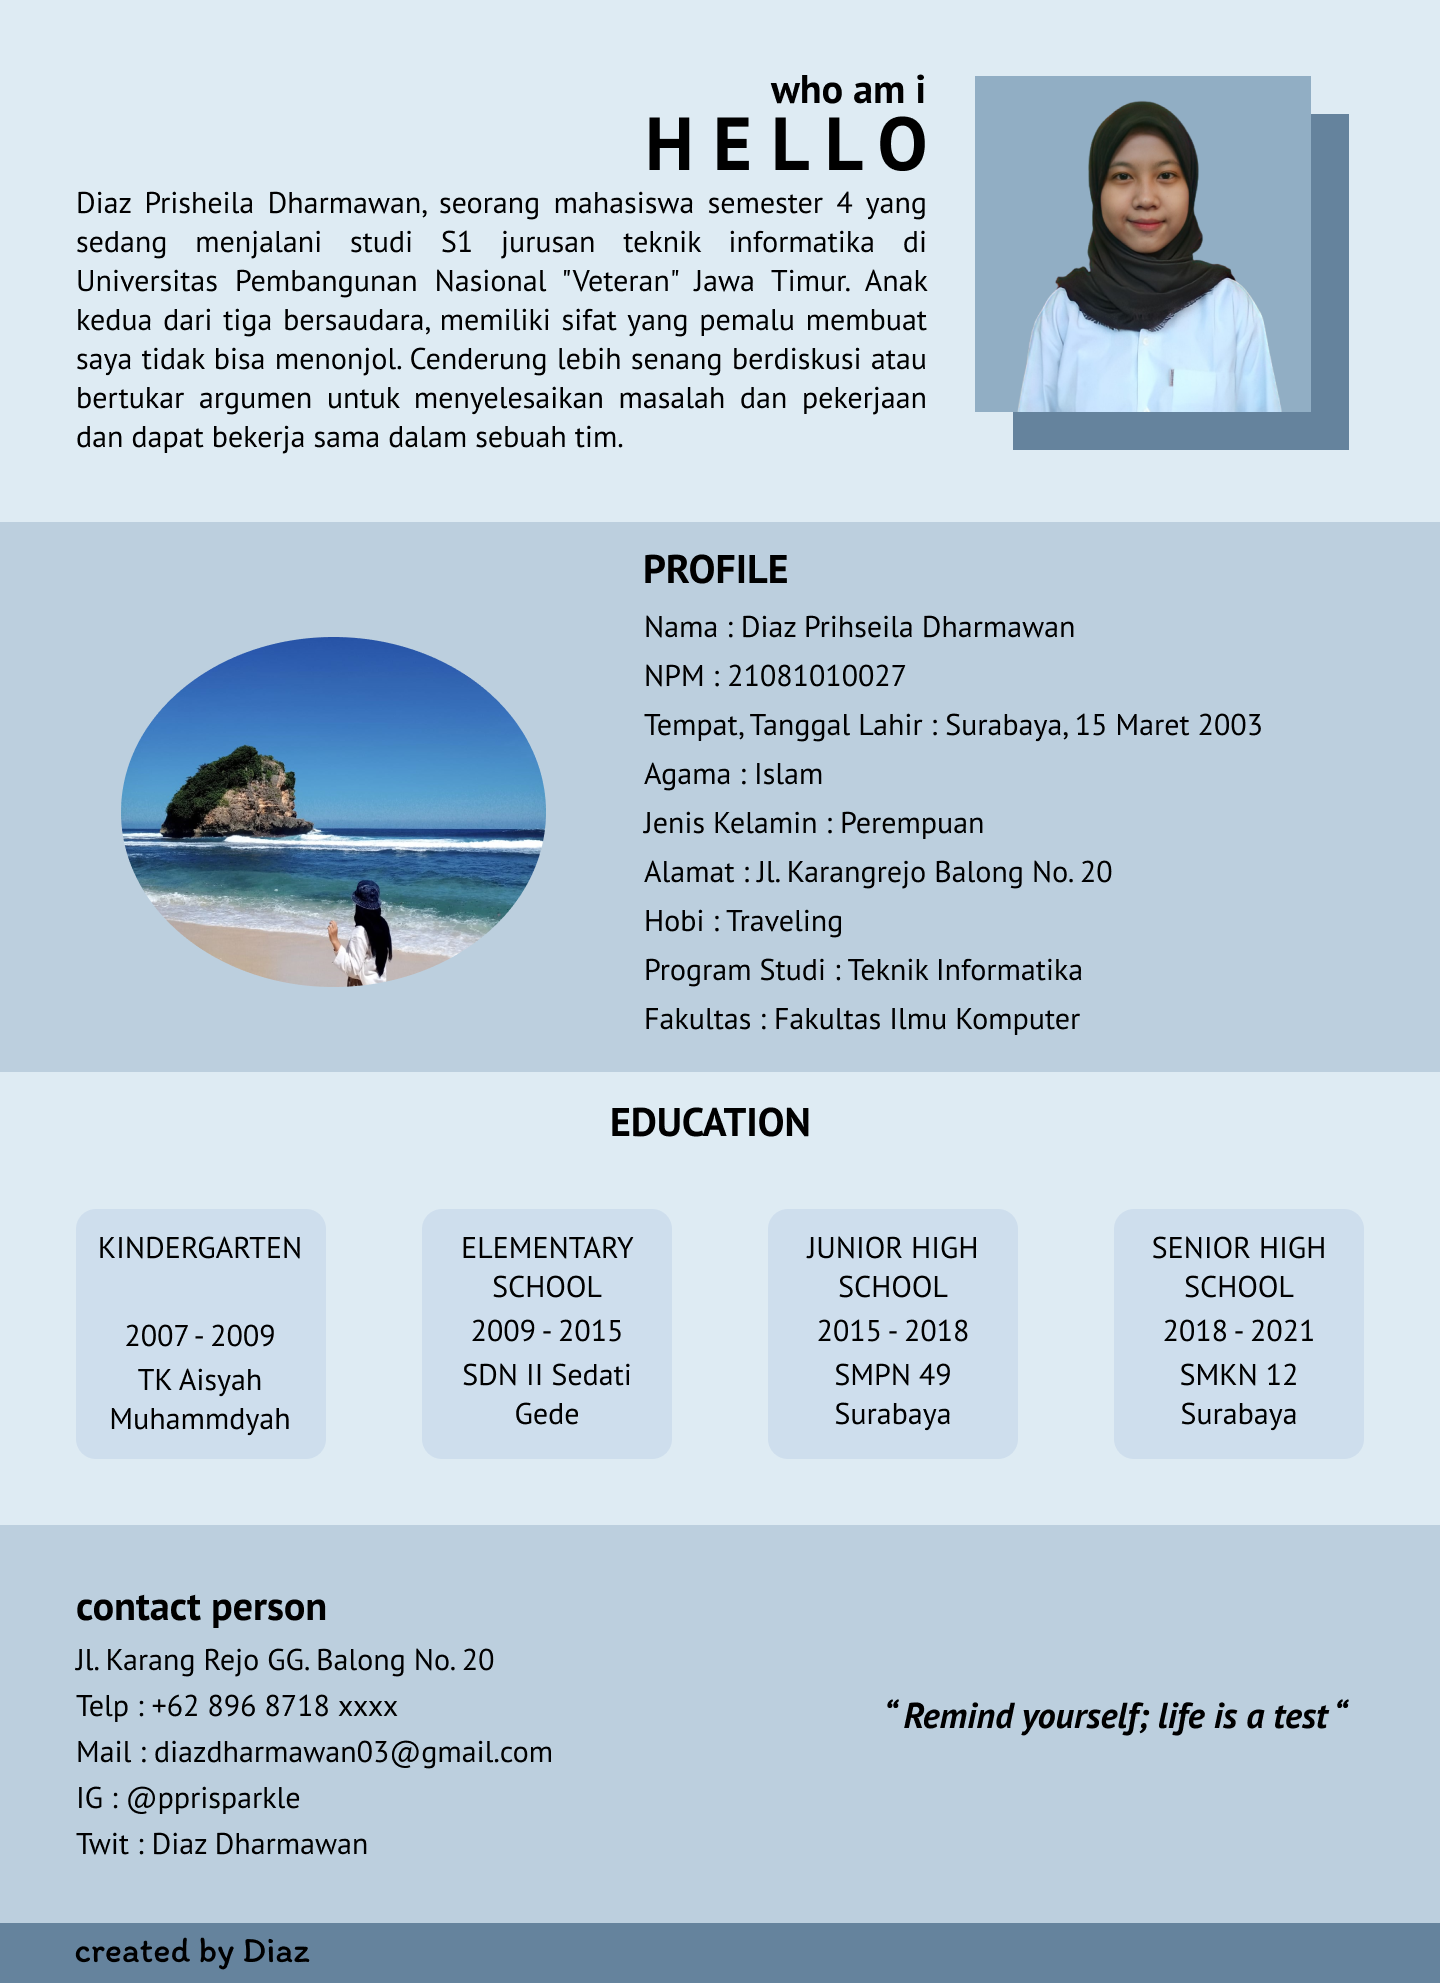 who am i
HELLO
Diaz Prisheila Dharmawan, seorang mahasiswa semester 4 yang
sedang menjalani studi S1 jurusan teknik informatika di
Universitas Pembangunan Nasional "Veteran" Jawa Timur. Anak
kedua dari tiga bersaudara, memiliki sifat yang pemalu membuat
saya tidak bisa menonjol. Cenderung lebih senang berdiskusi atau
bertukar argumen untuk menyelesaikan masalah dan pekerjaan
dan dapat bekerja sama dalam sebuah tim.
PROFILE
Nama : Diaz Prihseila Dharmawan
NPM : 21081010027
Tempat, Tanggal Lahir : Surabaya, 15 Maret 2003
Agama : Islam
Jenis Kelamin : Perempuan
Alamat : Jl. Karangrejo Balong No. 20
Hobi : Traveling
Program Studi : Teknik Informatika
Fakultas : Fakultas Ilmu Komputer
EDUCATION
KINDERGARTEN
2007 - 2009
TK Aisyah
Muhammdyah
ELEMENTARY
SCHOOL
2009 - 2015
SDN II Sedati
Gede
JUNIOR HIGH
SCHOOL
2015 - 2018
SMPN 49
Surabaya
SENIOR HIGH
SCHOOL
2018 - 2021
SMKN 12
Surabaya
contact person
Jl. Karang Rejo GG. Balong No. 20
Telp : +62 896 8718 xxxx
Mail : diazdharmawan03@gmail.com
IG : @pprisparkle
Twit : Diaz Dharmawan
“ Remind yourself; life is a test “
created by Diaz